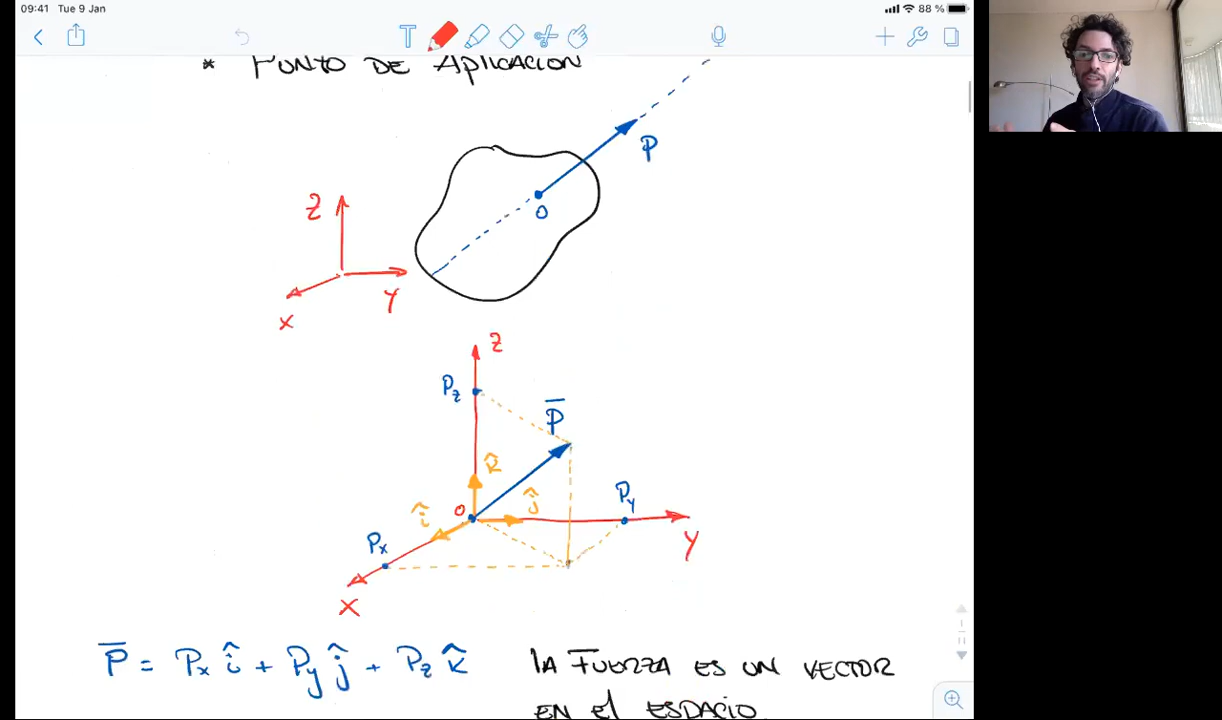 09:41 Tue 9 Jan
88 %
T
* PUNTO DE APLICACION
P
O
Z
Y
X
Z
Pz
P̄
k̂
ĵ
Py
O
î
Px
Y
X
P̄ = Px î + Py ĵ + Pz k̂
LA FUERZA ES UN VECTOR
EN El ESPACIO.